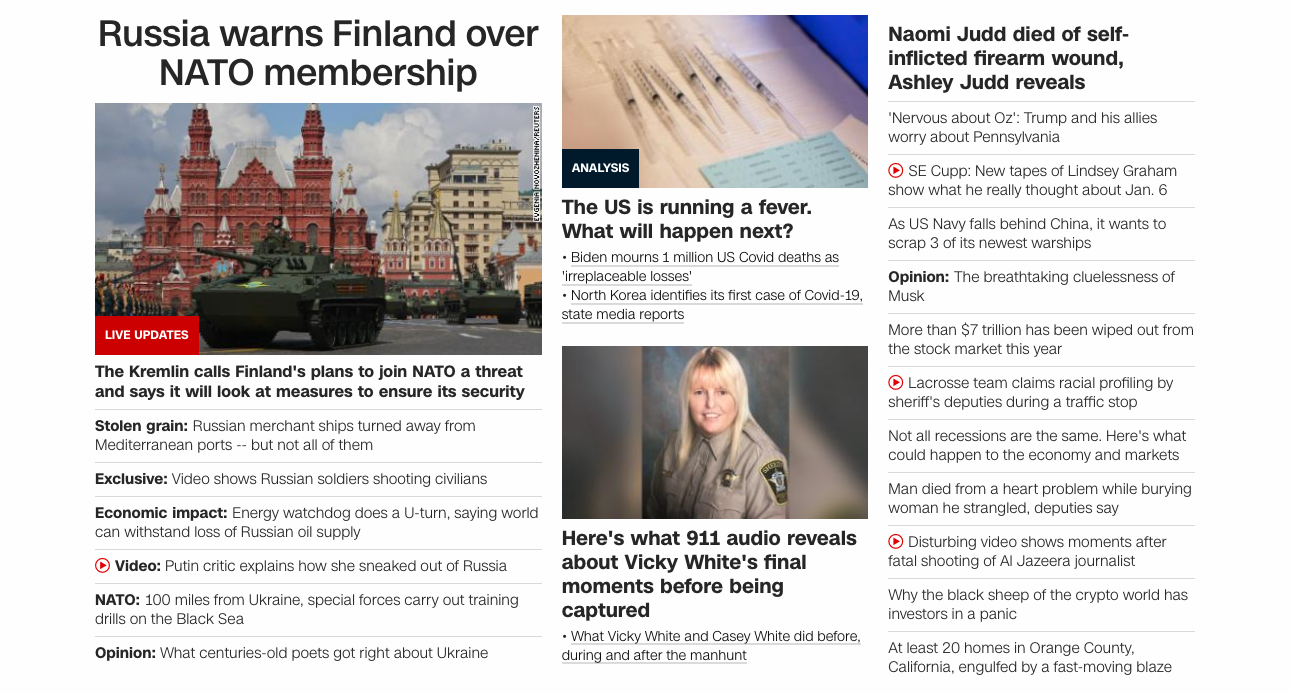 Russia warns Finland over
NATO membership
EVGENIA NOVOZHENINA/REUTERS
LIVE UPDATES
The Kremlin calls Finland's plans to join NATO a threat
and says it will look at measures to ensure its security
Stolen grain: Russian merchant ships turned away from
Mediterranean ports -- but not all of them
Exclusive: Video shows Russian soldiers shooting civilians
Economic impact: Energy watchdog does a U-turn, saying world
can withstand loss of Russian oil supply
Video: Putin critic explains how she sneaked out of Russia
NATO: 100 miles from Ukraine, special forces carry out training
drills on the Black Sea
Opinion: What centuries-old poets got right about Ukraine
ANALYSIS
The US is running a fever.
What will happen next?
• Biden mourns 1 million US Covid deaths as
'irreplaceable losses'
• North Korea identifies its first case of Covid-19,
state media reports
Here's what 911 audio reveals
about Vicky White's final
moments before being
captured
• What Vicky White and Casey White did before,
during and after the manhunt
Naomi Judd died of self-
inflicted firearm wound,
Ashley Judd reveals
'Nervous about Oz': Trump and his allies
worry about Pennsylvania
SE Cupp: New tapes of Lindsey Graham
show what he really thought about Jan. 6
As US Navy falls behind China, it wants to
scrap 3 of its newest warships
Opinion: The breathtaking cluelessness of
Musk
More than $7 trillion has been wiped out from
the stock market this year
Lacrosse team claims racial profiling by
sheriff's deputies during a traffic stop
Not all recessions are the same. Here's what
could happen to the economy and markets
Man died from a heart problem while burying
woman he strangled, deputies say
Disturbing video shows moments after
fatal shooting of Al Jazeera journalist
Why the black sheep of the crypto world has
investors in a panic
At least 20 homes in Orange County,
California, engulfed by a fast-moving blaze